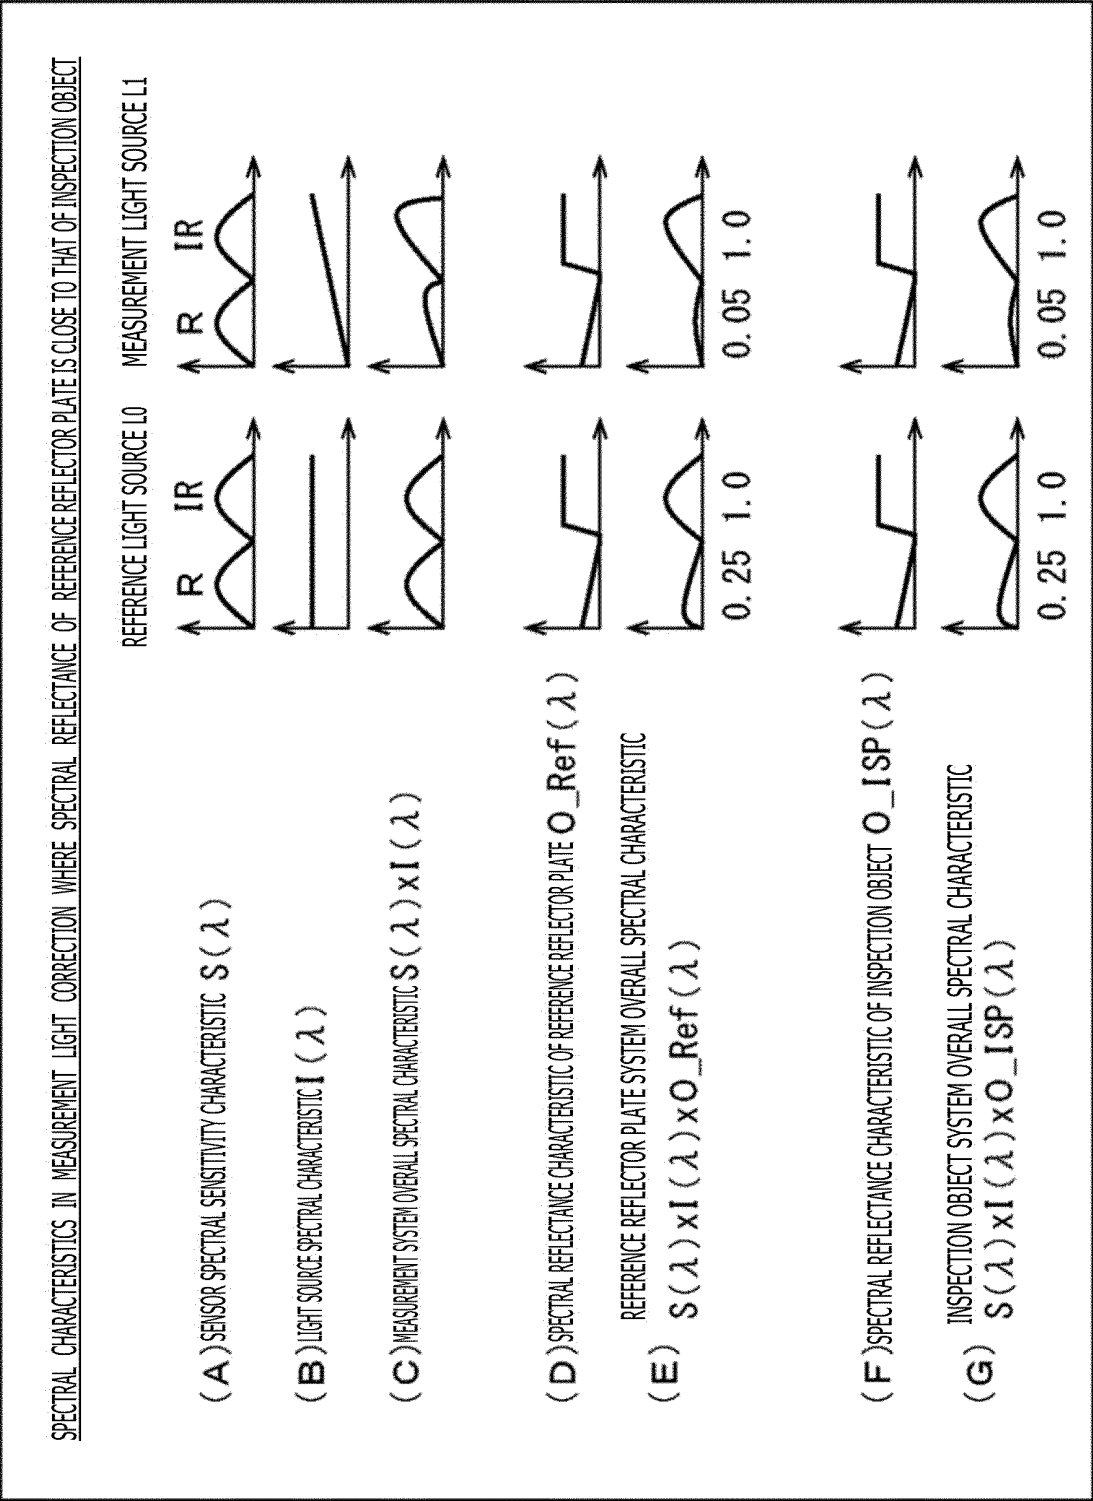 SPECTRAL CHARACTERISTICS IN MEASUREMENT LIGHT CORRECTION WHERE SPECTRAL REFLECTANCE OF REFERENCE REFLECTOR PLATE IS CLOSE TO THAT OF INSPECTION OBJECT
REFERENCE LIGHT SOURCE L0 MEASUREMENT LIGHT SOURCE L1
(A) SENSOR SPECTRAL SENSITIVITY CHARACTERISTIC S(λ) R IR R IR
(B) LIGHT SOURCE SPECTRAL CHARACTERISTIC I(λ)
(C) MEASUREMENT SYSTEM OVERALL SPECTRAL CHARACTERISTIC S(λ)xI(λ)
(D) SPECTRAL REFLECTANCE CHARACTERISTIC OF REFERENCE REFLECTOR PLATE O_Ref(λ)
(E) REFERENCE REFLECTOR PLATE SYSTEM OVERALL SPECTRAL CHARACTERISTIC
S(λ)xI(λ)xO_Ref(λ)
0.25 1.0 0.05 1.0
(F) SPECTRAL REFLECTANCE CHARACTERISTIC OF INSPECTION OBJECT O_ISP(λ)
(G) INSPECTION OBJECT SYSTEM OVERALL SPECTRAL CHARACTERISTIC
S(λ)xI(λ)xO_ISP(λ)
0.25 1.0 0.05 1.0